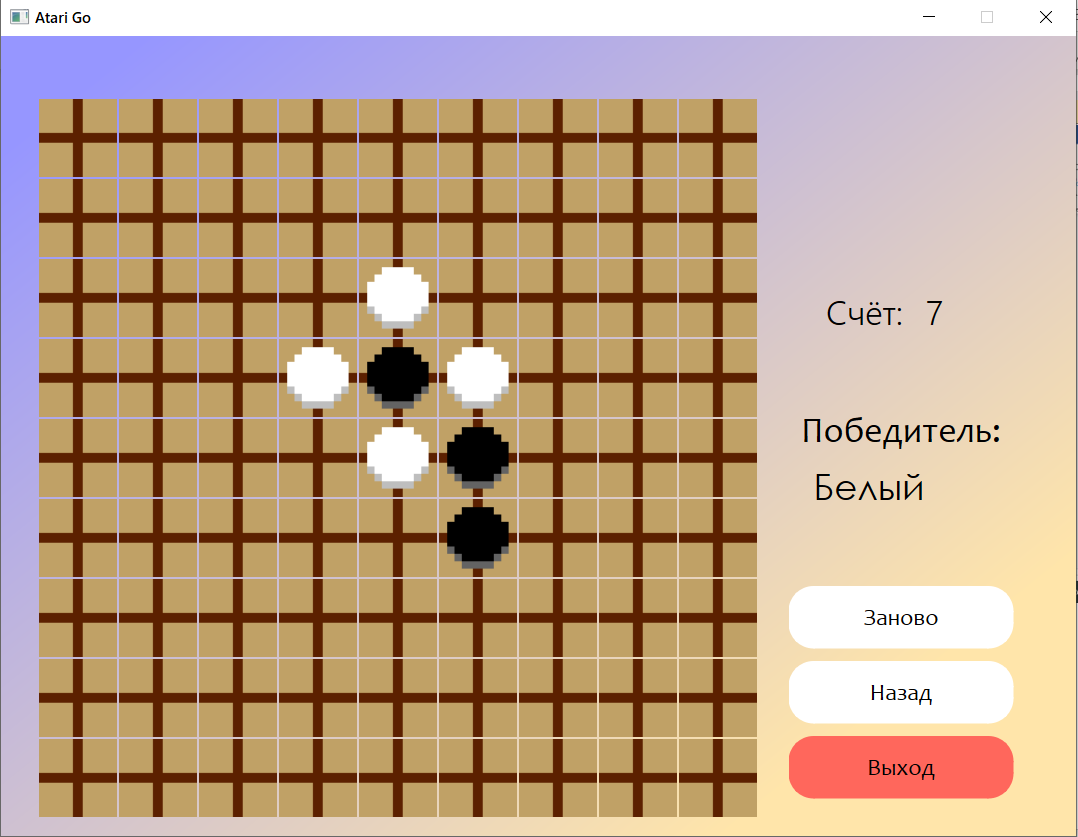 Atari Go
Счёт: 7
Победитель:
Белый
Заново
Назад
Выход